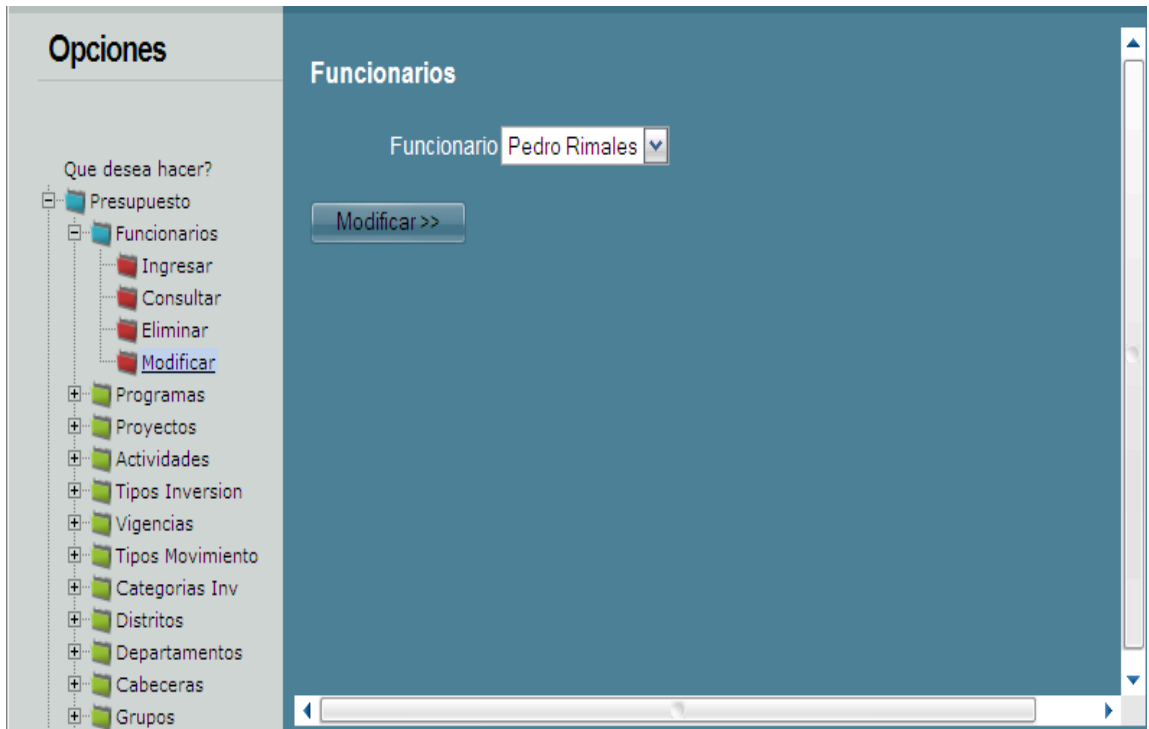 Opciones
Que desea hacer?
Presupuesto
Funcionarios
Ingresar
Consultar
Eliminar
Modificar
Programas
Proyectos
Actividades
Tipos Inversion
Vigencias
Tipos Movimiento
Categorias Inv
Distritos
Departamentos
Cabeceras
Grupos
Funcionarios
Funcionario Pedro Rimales
Modificar >>